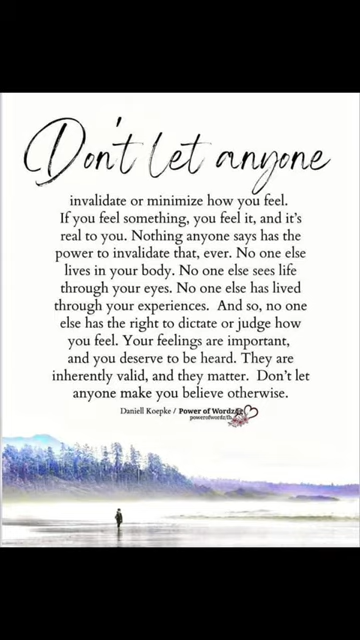 Don't let anyone
invalidate or minimize how you feel.
If you feel something, you feel it, and it's
real to you. Nothing anyone says has the
power to invalidate that, ever. No one else
lives in your body. No one else sees life
through your eyes. No one else has lived
through your experiences. And so, no one
else has the right to dictate or judge how
you feel. Your feelings are important,
and you deserve to be heard. They are
inherently valid, and they matter. Don't let
anyone make you believe otherwise.
Daniell Koepke / Power of Wordz